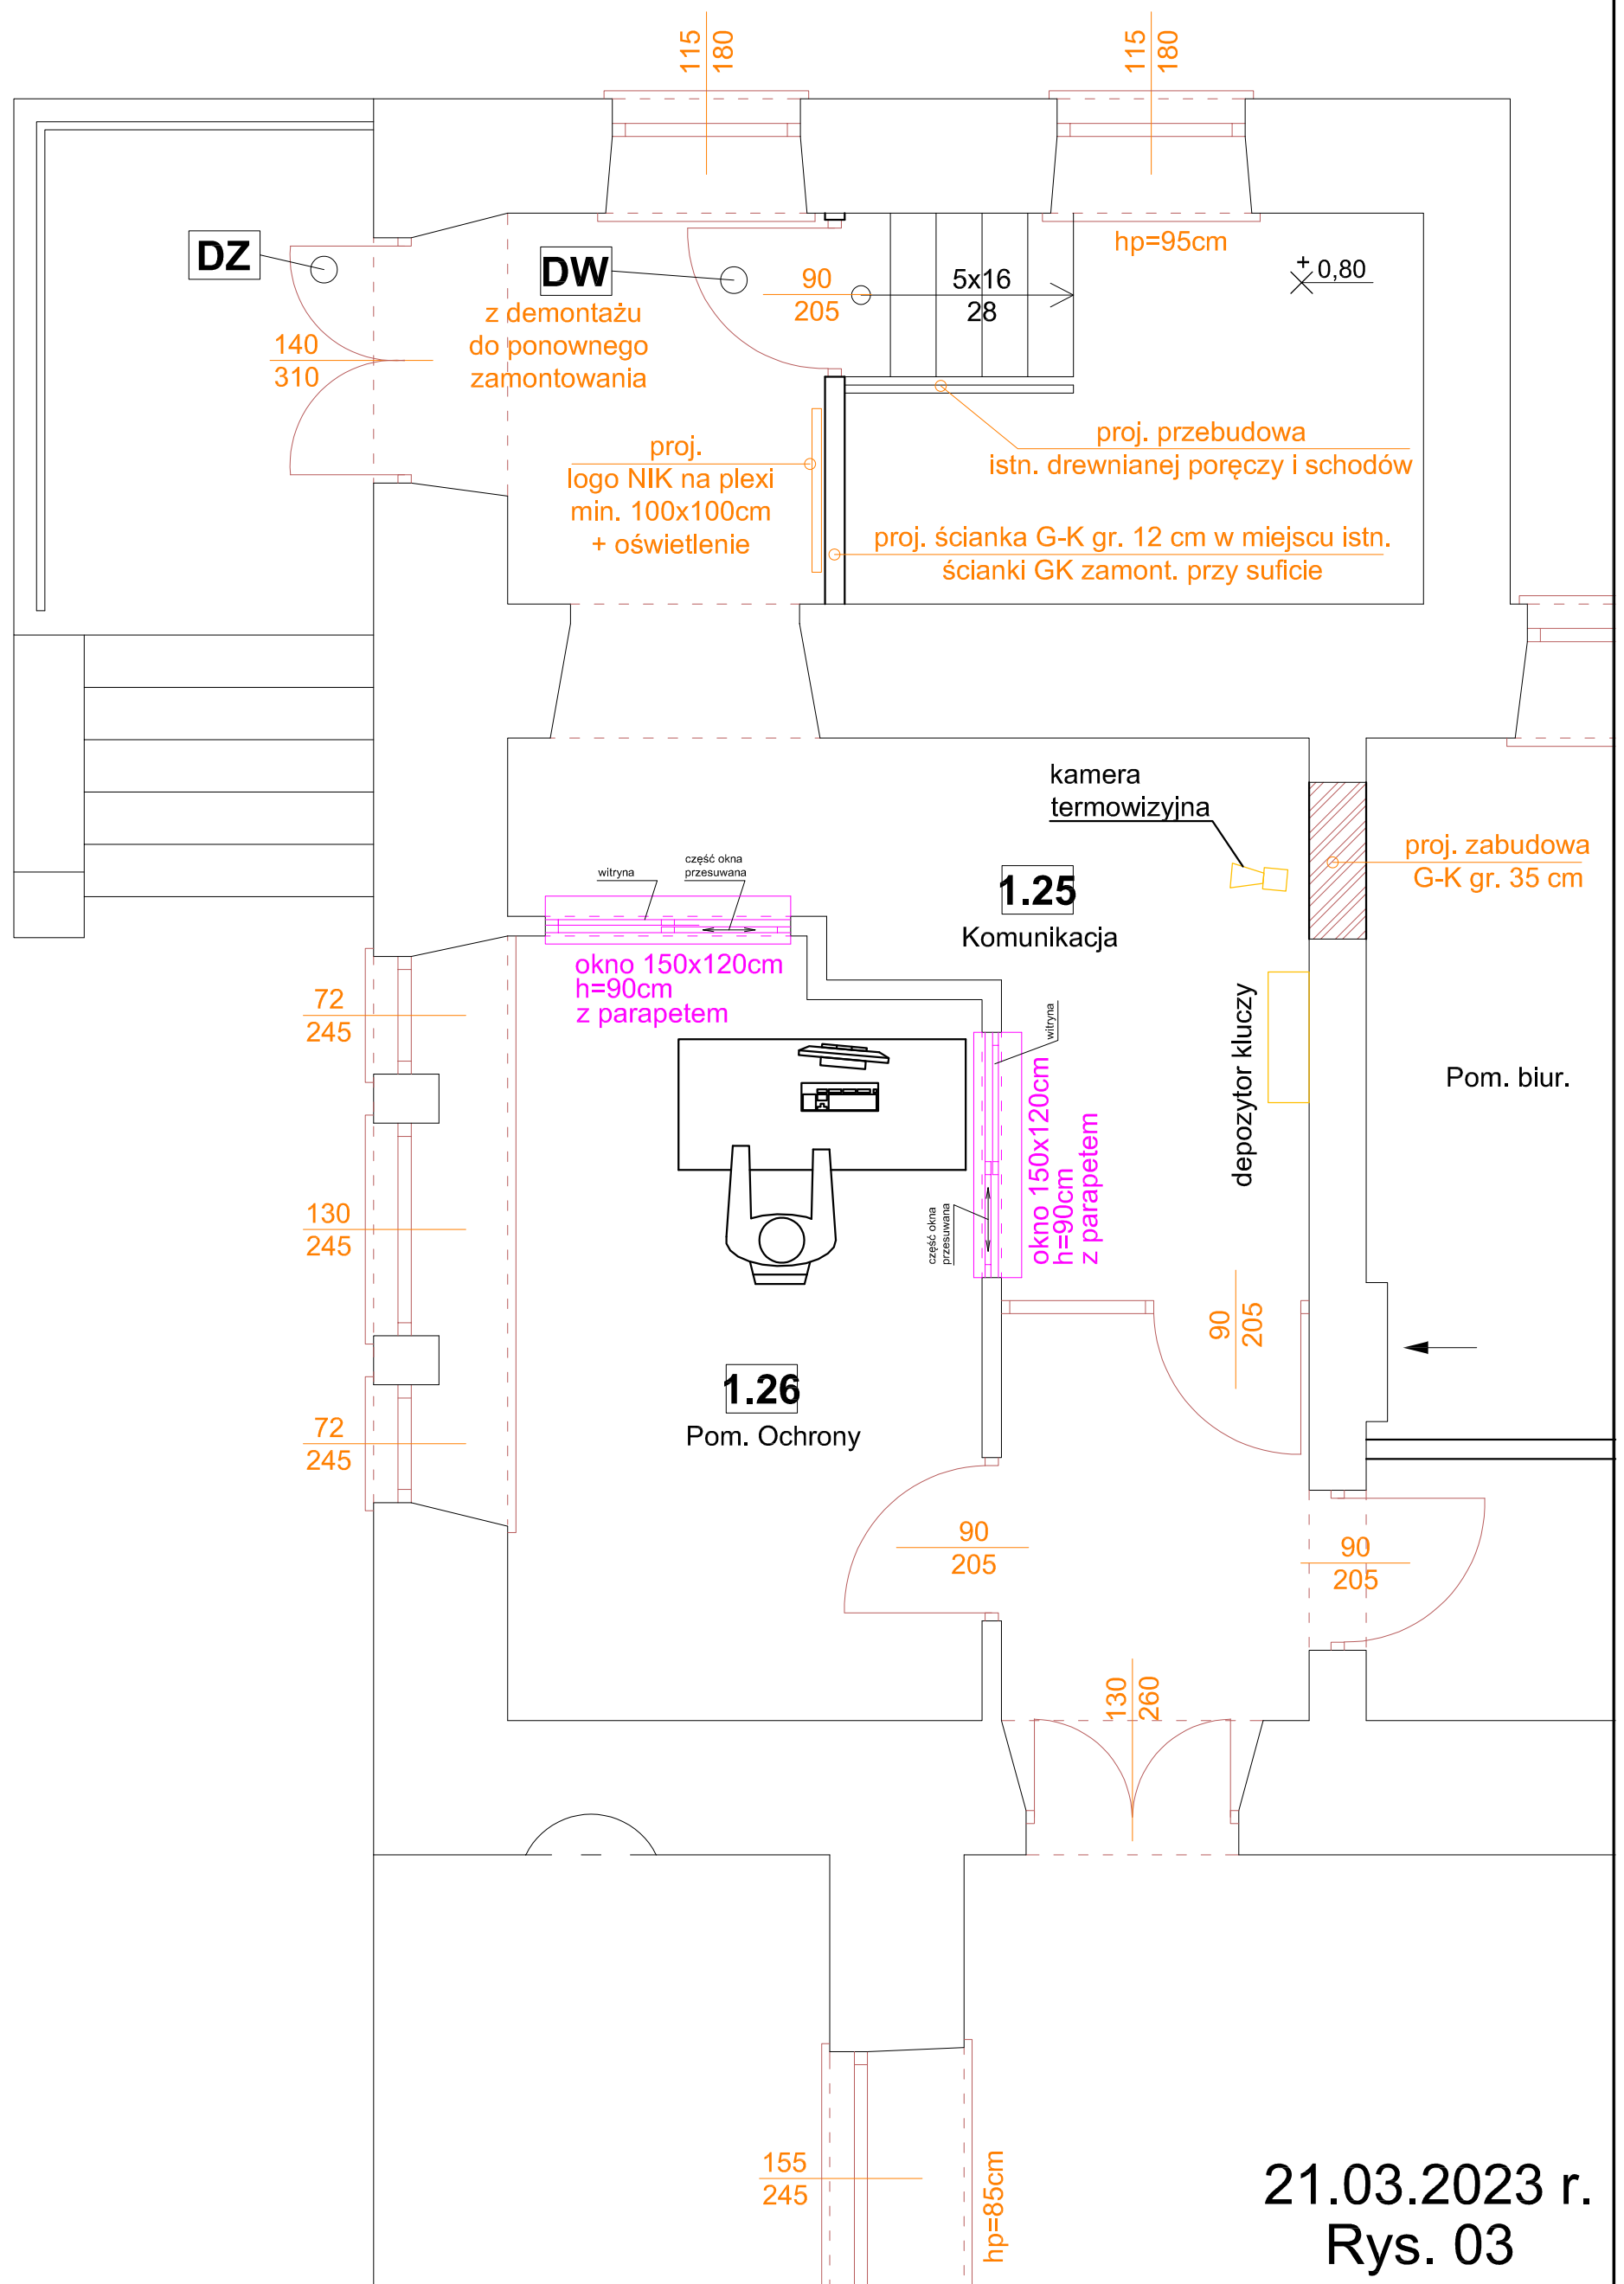 115
180
115
180
hp=95cm
DZ
DW
z demontażu
do ponownego
zamontowania
90
205
5x16
28
+ 0,80
140
310
proj.
logo NIK na plexi
min. 100x100cm
+ oświetlenie
proj. przebudowa
istn. drewnianej poręczy i schodów
proj. ścianka G-K gr. 12 cm w miejscu istn.
ścianki GK zamont. przy suficie
kamera
termowizyjna
proj. zabudowa
G-K gr. 35 cm
witryna
część okna
przesuwana
1.25
Komunikacja
okno 150x120cm
h=90cm
z parapetem
72
245
witryna
okno 150x120cm
h=90cm
z parapetem
depozytor kluczy
Pom. biur.
130
245
część okna
przesuwana
90
205
1.26
Pom. Ochrony
72
245
90
205
90
205
130
260
155
245
hp=85cm
21.03.2023 r.
Rys. 03